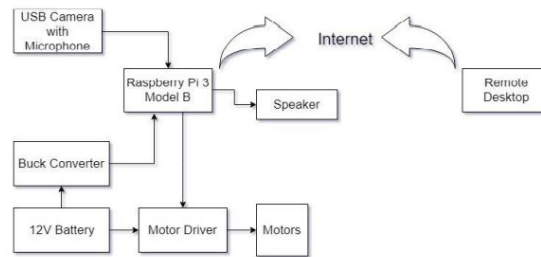 USB Camera
with
Microphone
Internet
Raspberry Pi 3
Model B
Remote
Desktop
Speaker
Buck Converter
12V Battery
Motor Driver
Motors